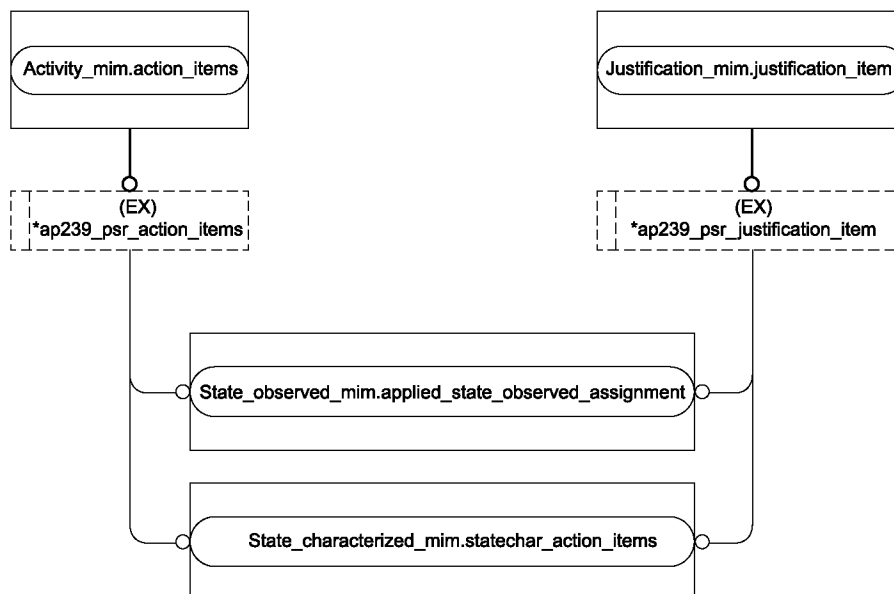 Activity_mim.action_items
Justification_mim.justification_item
(EX)
*ap239_psr_action_items
(EX)
*ap239_psr_justification_item
State_observed_mim.applied_state_observed_assignment
State_characterized_mim.statechar_action_items